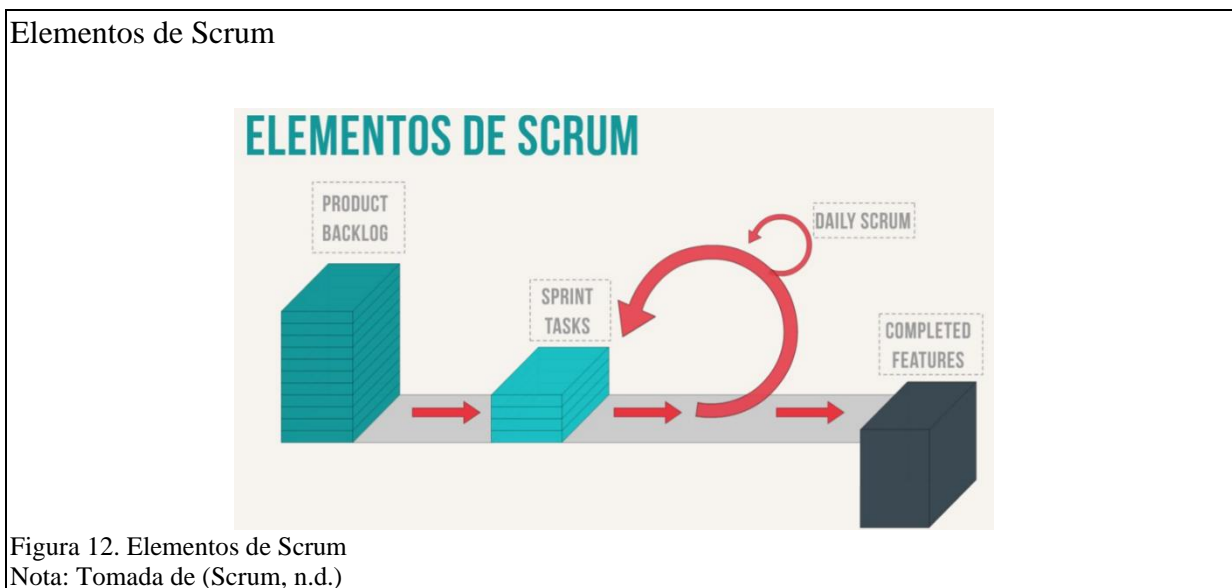 Elementos de Scrum
ELEMENTOS DE SCRUM
PRODUCT
BACKLOG
SPRINT
TASKS
DAILY SCRUM
COMPLETED
FEATURES
Figura 12. Elementos de Scrum
Nota: Tomada de (Scrum, n.d.)